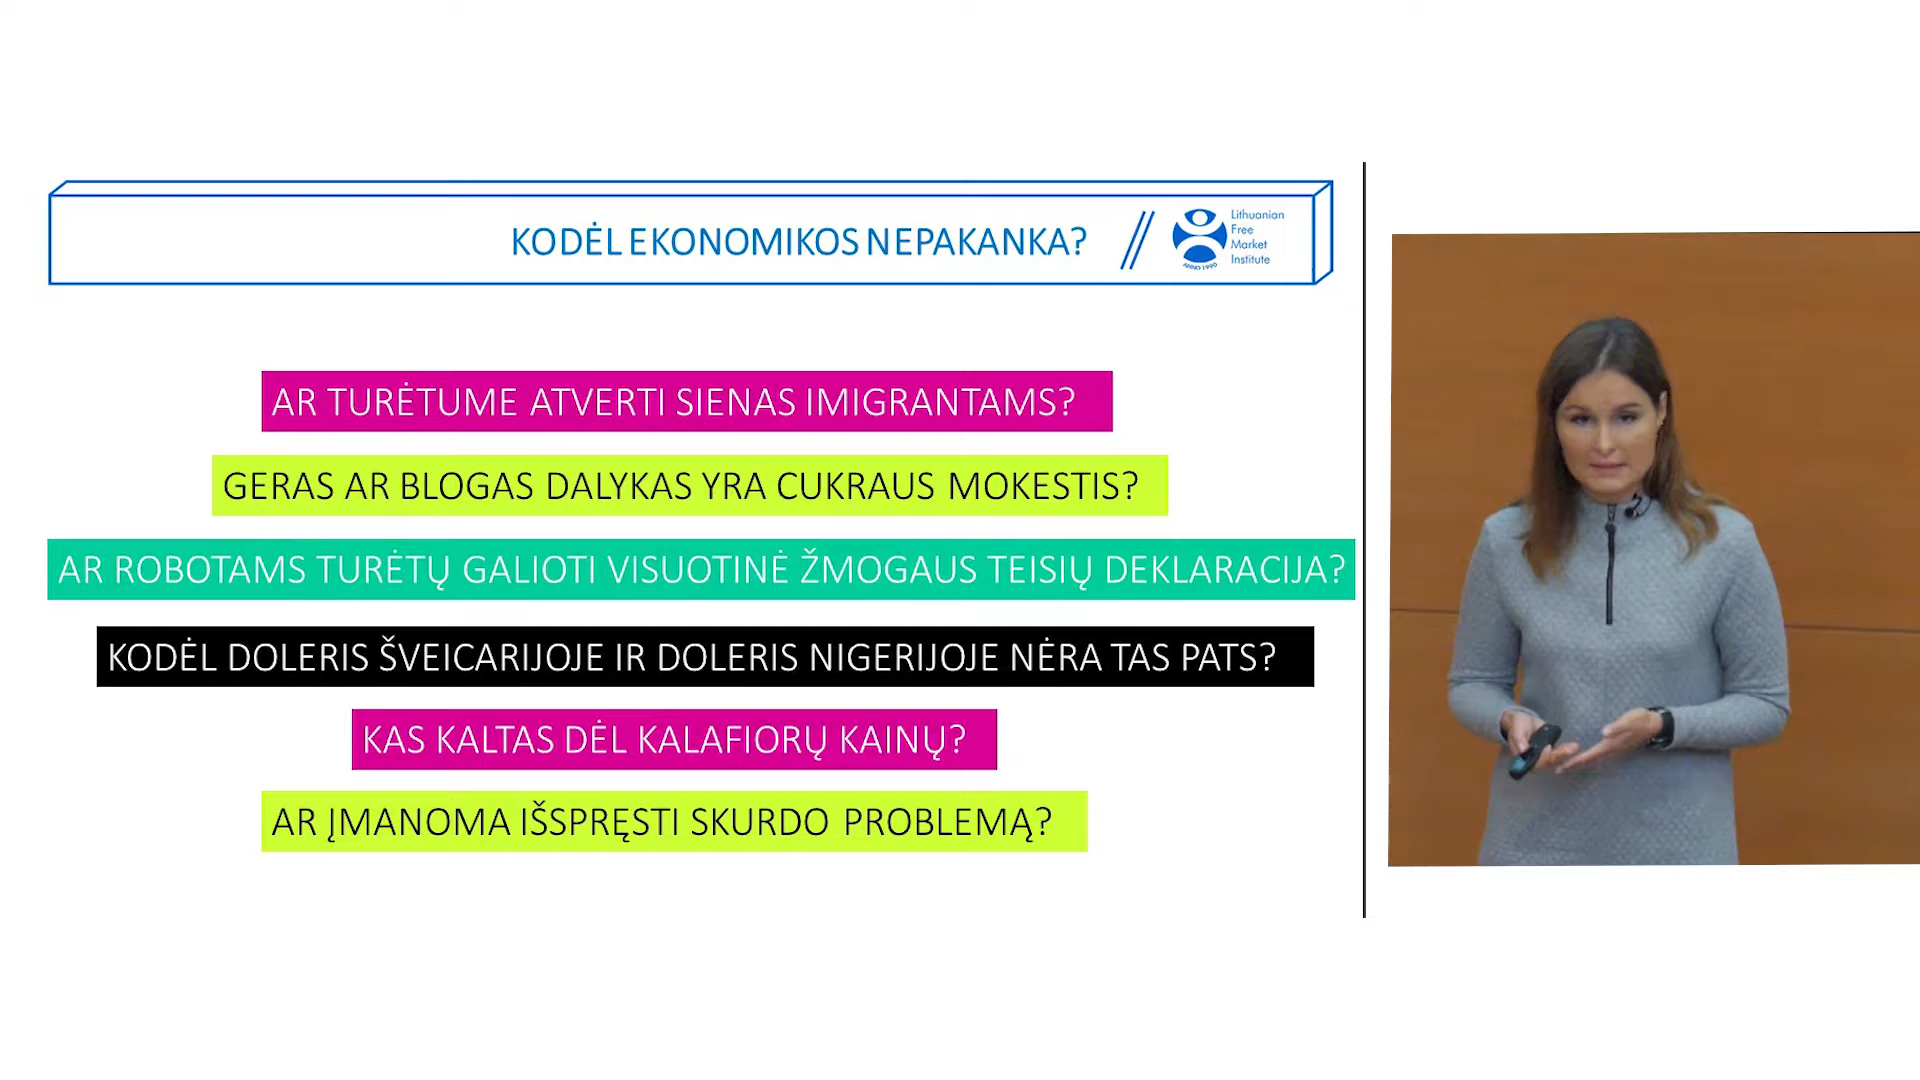 KODĖL EKONOMIKOS NEPAKANKA?
Lithuanian
Free
Market
Institute
ANNO 1990
AR TURĖTUME ATVERTI SIENAS IMIGRANTAMS?
GERAS AR BLOGAS DALYKAS YRA CUKRAUS MOKESTIS?
AR ROBOTAMS TURĖTŲ GALIOTI VISUOTINĖ ŽMOGAUS TEISIŲ DEKLARACIJA?
KODĖL DOLERIS ŠVEICARIJOJE IR DOLERIS NIGERIJOJE NĖRA TAS PATS?
KAS KALTAS DĖL KALAFIORŲ KAINŲ?
AR ĮMANOMA IŠSPRĘSTI SKURDO PROBLEMĄ?